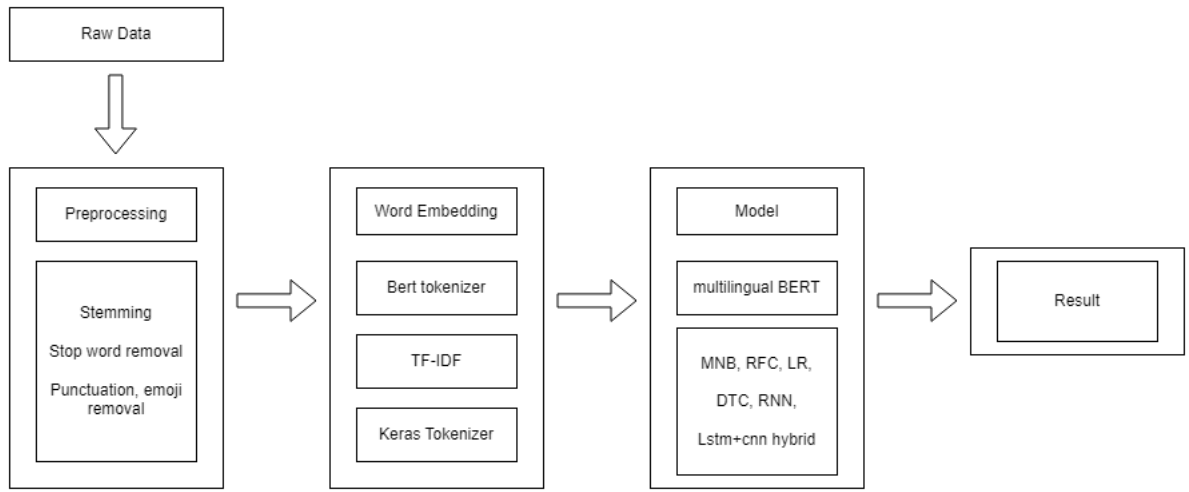 Raw Data
Preprocessing
Stemming
Stop word removal
Punctuation, emoji
removal
Word Embedding
Bert tokenizer
TF-IDF
Keras Tokenizer
Model
multilingual BERT
MNB, RFC, LR,
DTC, RNN,
Lstm+cnn hybrid
Result